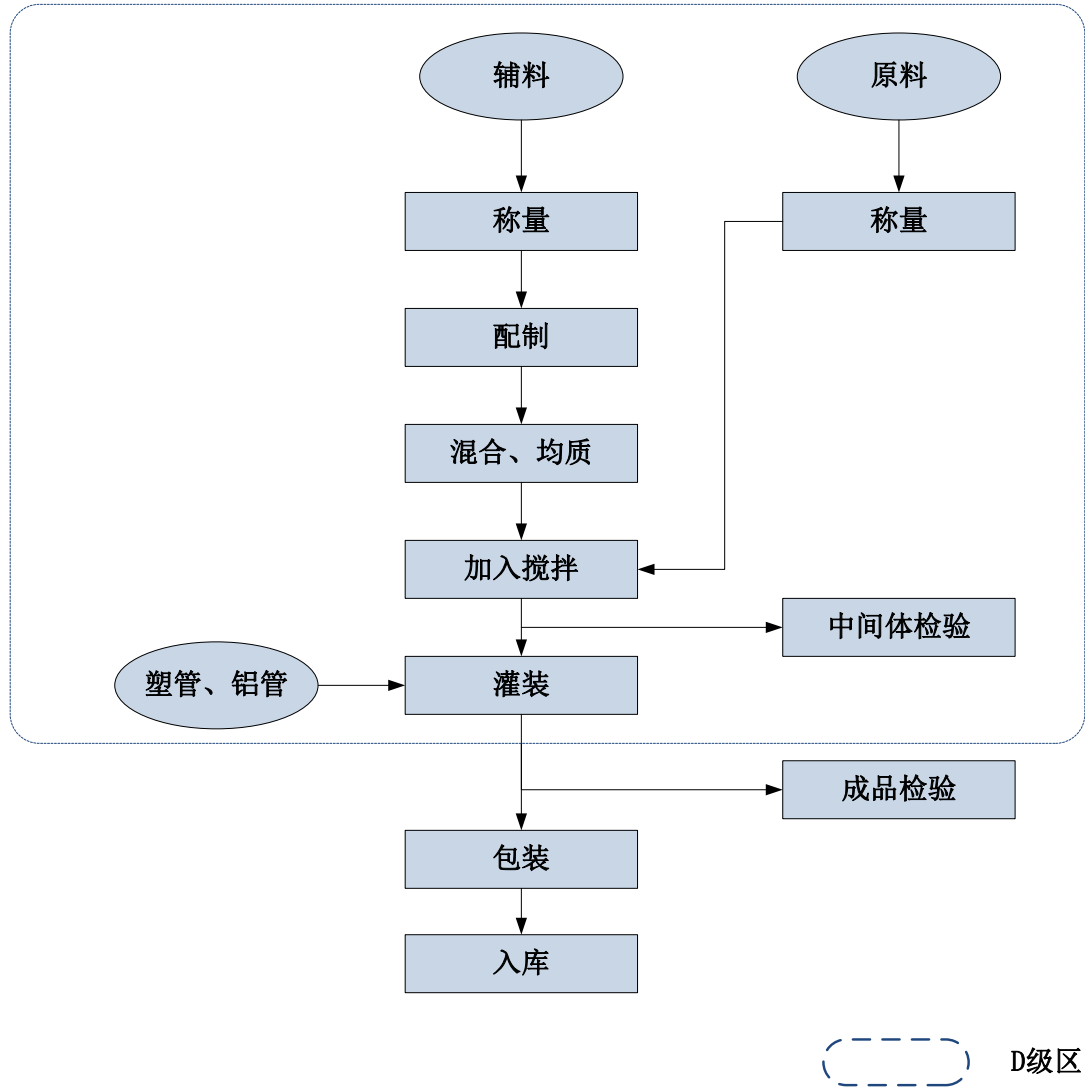 辅料
原料
称量
称量
配制
混合、均质
加入搅拌
中间体检验
塑管、铝管
灌装
成品检验
包装
入库
D级区